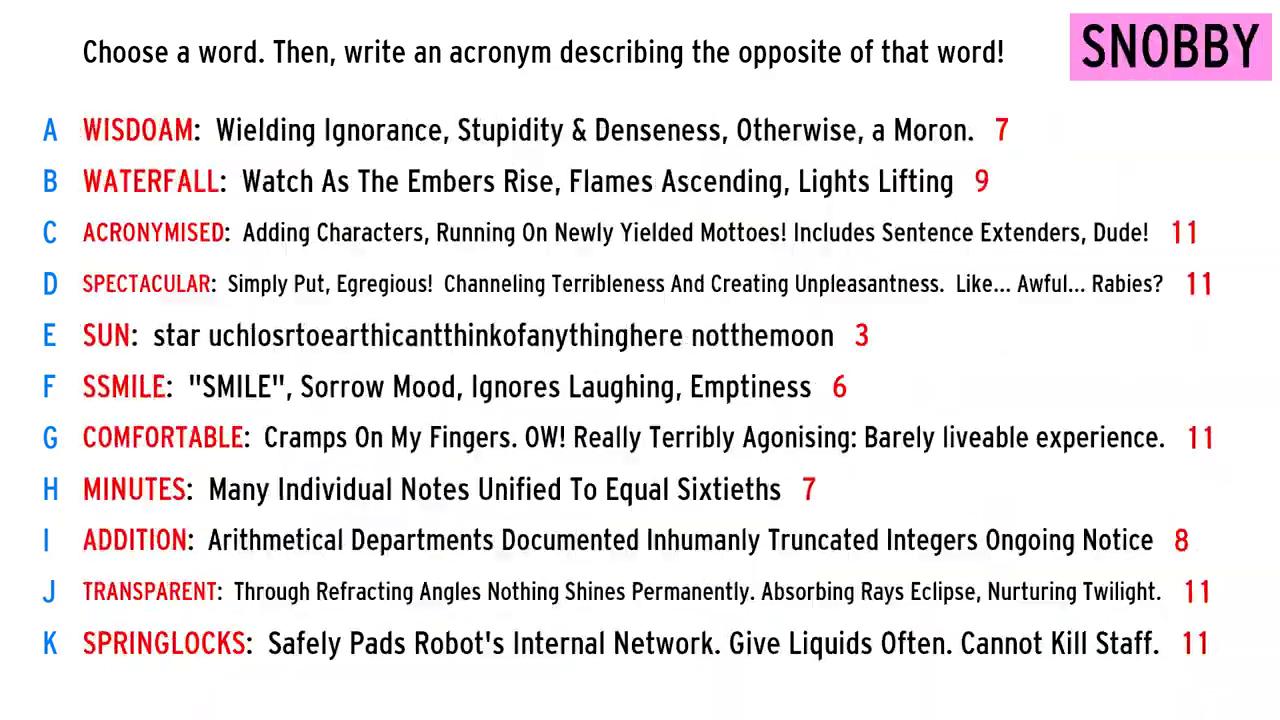 Choose a word. Then, write an acronym describing the opposite of that word!
SNOBBY
A WISDOAM: Wielding Ignorance, Stupidity & Denseness, Otherwise, a Moron. 7
B WATERFALL: Watch As The Embers Rise, Flames Ascending, Lights Lifting 9
C ACRONYMISED: Adding Characters, Running On Newly Yielded Mottoes! Includes Sentence Extenders, Dude! 11
D SPECTACULAR: Simply Put, Egregious! Channeling Terribleness And Creating Unpleasantness. Like... Awful... Rabies? 11
E SUN: star uchlosrtoearthicantthinkofanythinghere notthemoon 3
F SSMILE: "SMILE", Sorrow Mood, Ignores Laughing, Emptiness 6
G COMFORTABLE: Cramps On My Fingers. OW! Really Terribly Agonising: Barely liveable experience. 11
H MINUTES: Many Individual Notes Unified To Equal Sixtieths 7
I ADDITION: Arithmetical Departments Documented Inhumanly Truncated Integers Ongoing Notice 8
J TRANSPARENT: Through Refracting Angles Nothing Shines Permanently. Absorbing Rays Eclipse, Nurturing Twilight. 11
K SPRINGLOCKS: Safely Pads Robot's Internal Network. Give Liquids Often. Cannot Kill Staff. 11